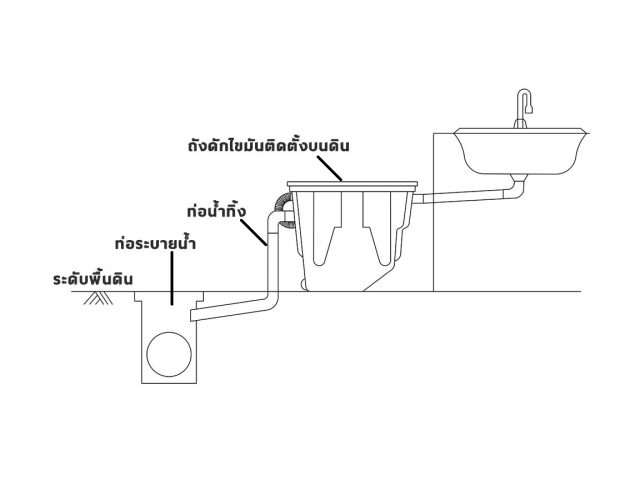 ถังดักไขมันติดตั้งบนดิน
ท่อน้ำทิ้ง
ท่อระบายน้ำ
ระดับพื้นดิน